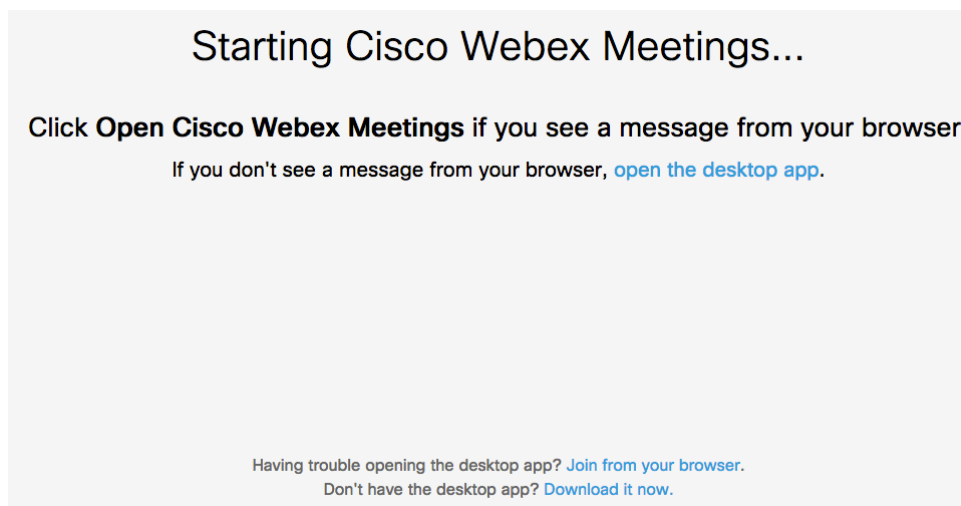 Starting Cisco Webex Meetings...
Click Open Cisco Webex Meetings if you see a message from your browser
If you don't see a message from your browser, open the desktop app.
Having trouble opening the desktop app? Join from your browser.
Don't have the desktop app? Download it now.